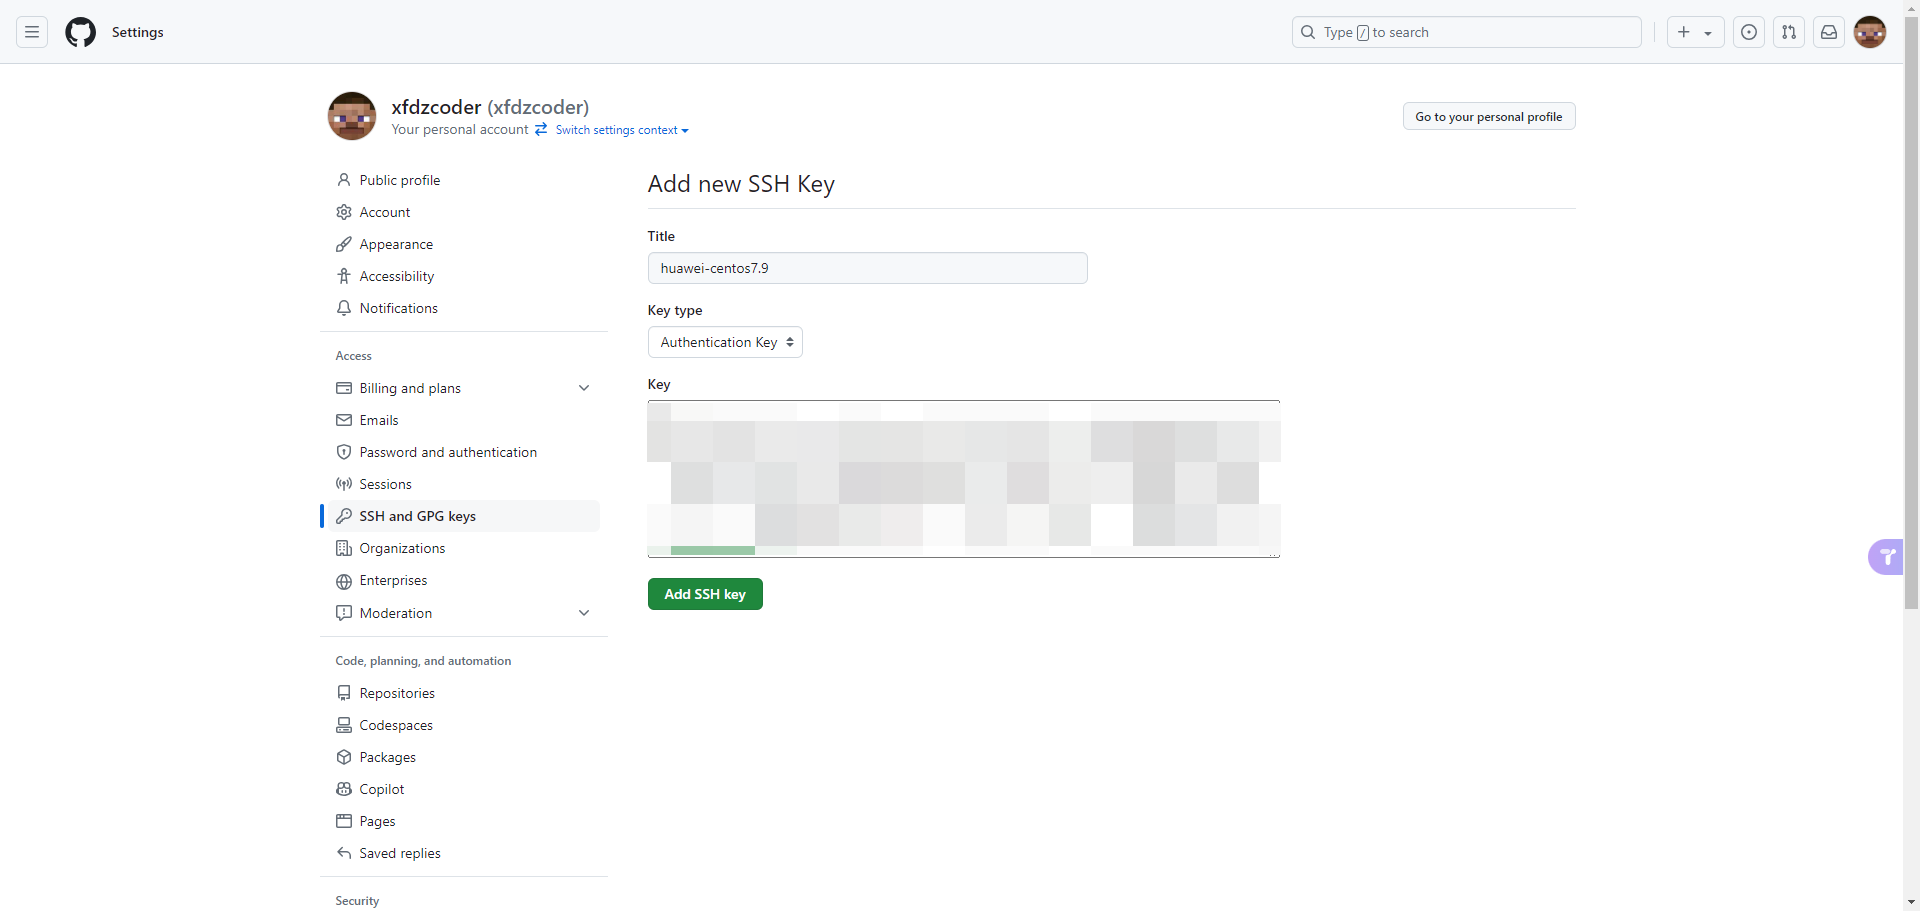 Settings
Type / to search
xfdzcoder (xfdzcoder)
Your personal account Switch settings context
Go to your personal profile
Public profile
Account
Appearance
Accessibility
Notifications
Access
Billing and plans
Emails
Password and authentication
Sessions
SSH and GPG keys
Organizations
Enterprises
Moderation
Code, planning, and automation
Repositories
Codespaces
Packages
Copilot
Pages
Saved replies
Security
Add new SSH Key
Title
huawei-centos7.9
Key type
Authentication Key
Key
Add SSH key